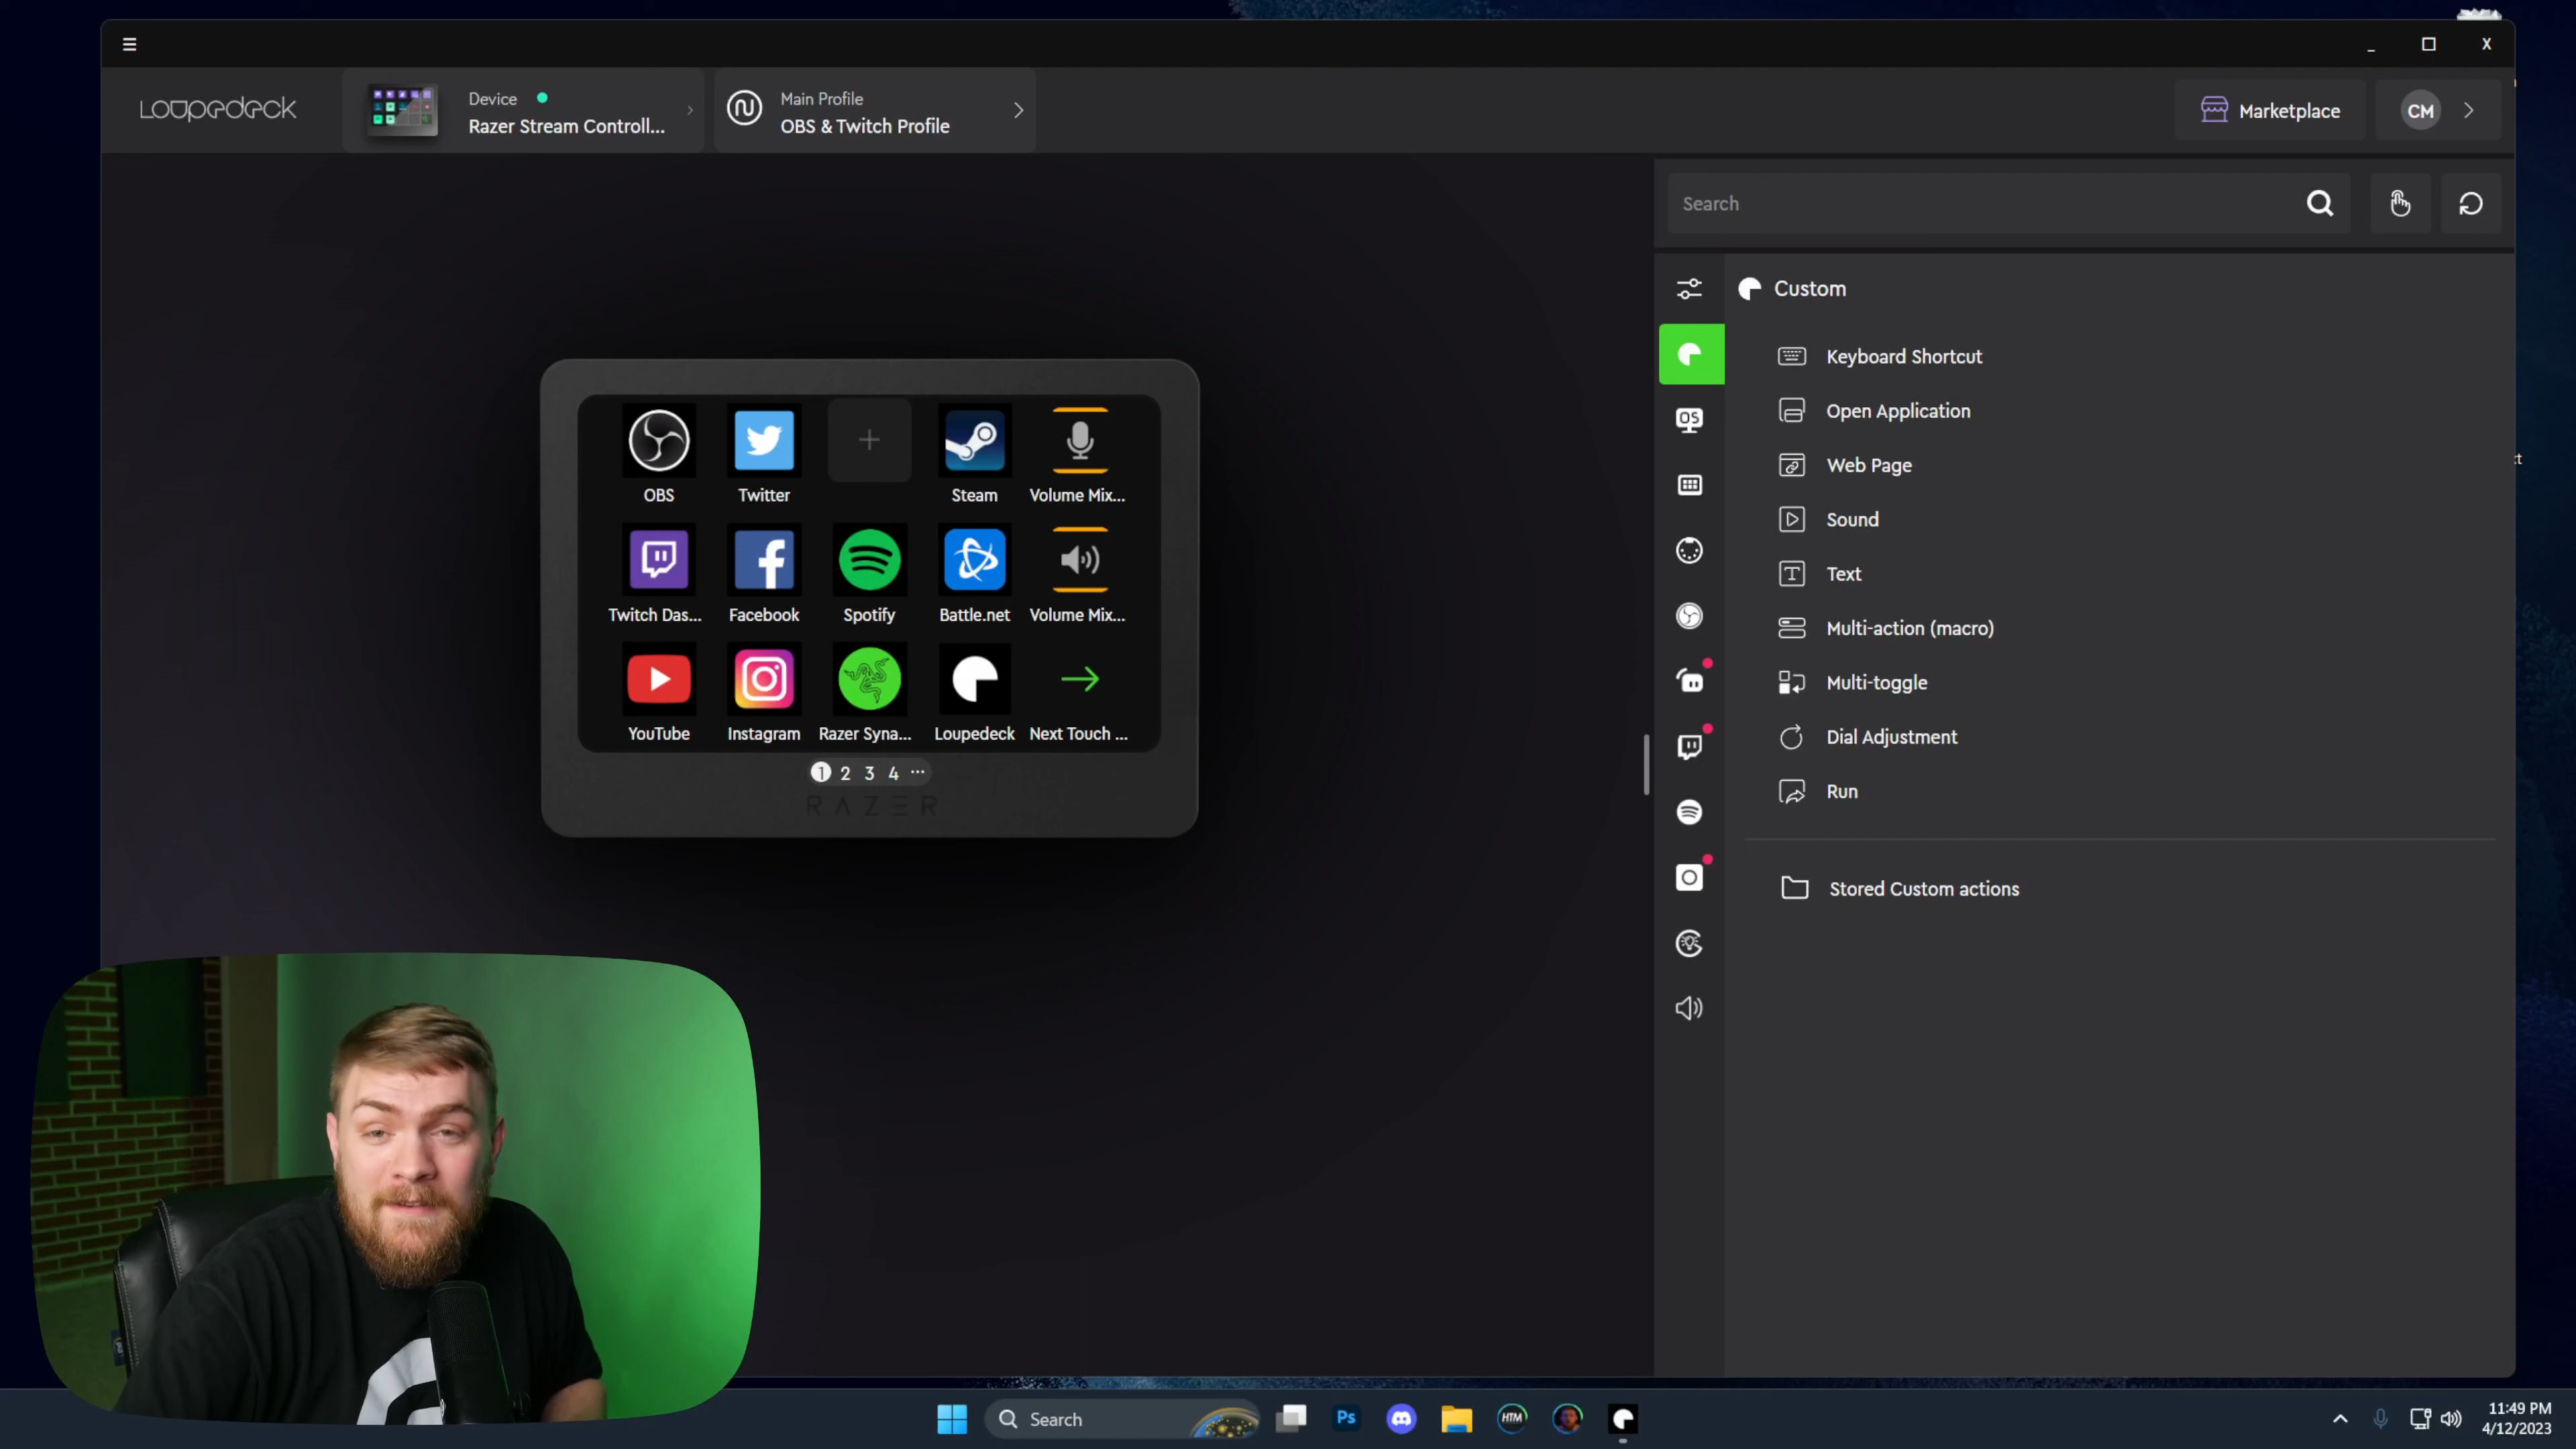 Loupedeck
Device
Razer Stream Controll...
Main Profile
OBS & Twitch Profile
Marketplace
CM
X
Search
Custom
Keyboard Shortcut
Open Application
Web Page
Sound
Text
Multi-action (macro)
Multi-toggle
Dial Adjustment
Run
Stored Custom actions
OS
OBS
Twitter
Steam
Volume Mix...
Twitch Das...
Facebook
Spotify
Battle.net
Volume Mix...
YouTube
Instagram
Razer Syna...
Loupedeck
Next Touch ...
1 2 3 4 ...
RAZER
Search
Ps
HTM
11:49 PM
4/12/2023